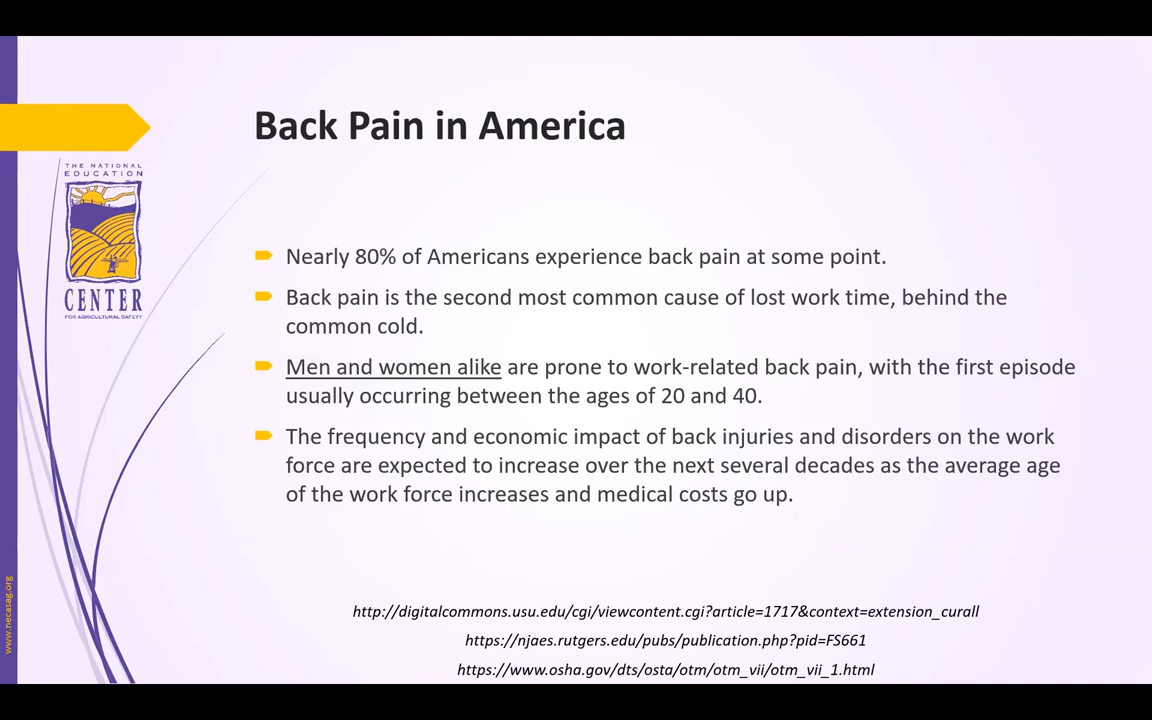 Back Pain in America
THE NATIONAL
EDUCATION
CENTER
FOR AGRICULTURAL SAFETY
Nearly 80% of Americans experience back pain at some point.
Back pain is the second most common cause of lost work time, behind the
common cold.
Men and women alike are prone to work-related back pain, with the first episode
usually occurring between the ages of 20 and 40.
The frequency and economic impact of back injuries and disorders on the work
force are expected to increase over the next several decades as the average age
of the work force increases and medical costs go up.
http://digitalcommons.usu.edu/cgi/viewcontent.cgi?article=1717&context=extension_curall
https://njaes.rutgers.edu/pubs/publication.php?pid=FS661
https://www.osha.gov/dts/osta/otm/otm_vii/otm_vii_1.html
www.necasag.org